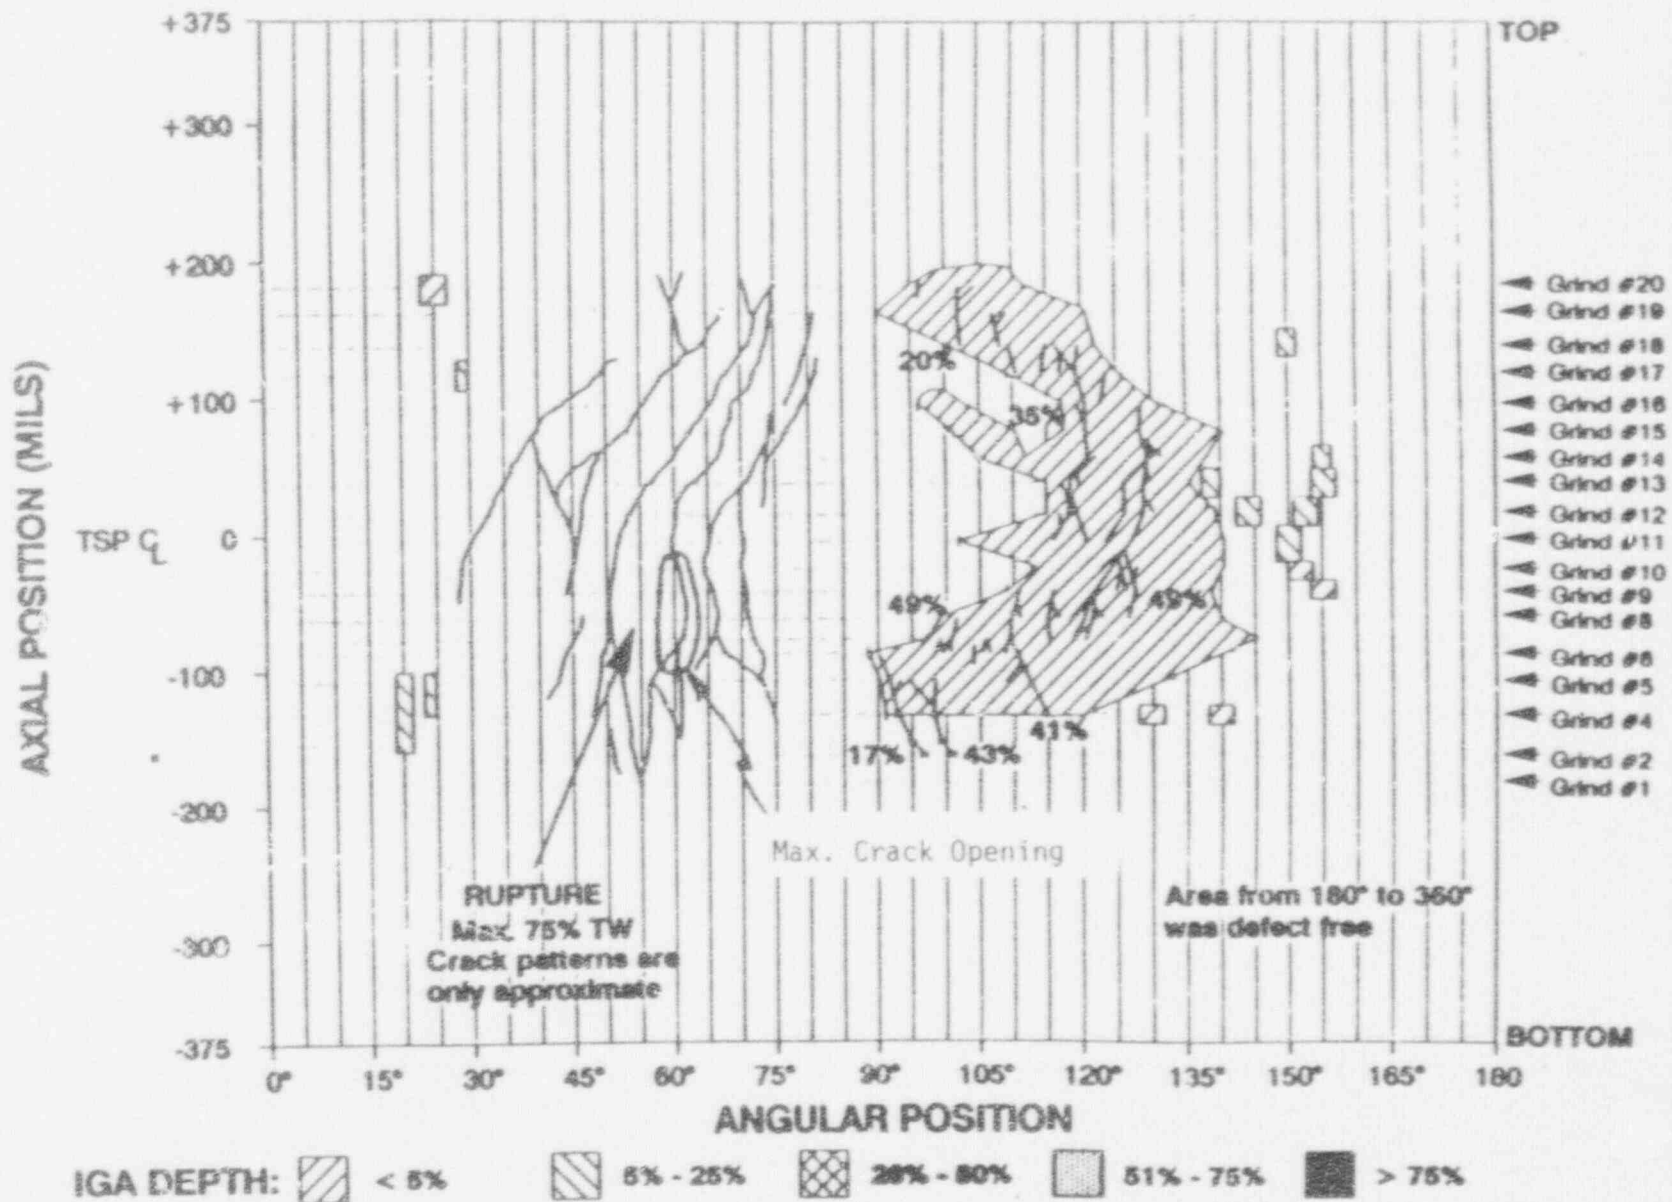 +375
TOP
+300
+200
+100
TSP ℄ 0
-100
-200
-300
-375
BOTTOM
AXIAL POSITION (MILS)
Grind #20
Grind #19
Grind #18
Grind #17
Grind #16
Grind #15
Grind #14
Grind #13
Grind #12
Grind #11
Grind #10
Grind #9
Grind #8
Grind #6
Grind #5
Grind #4
Grind #2
Grind #1
20%
35%
49%
49%
41%
17%
43%
Max. Crack Opening
RUPTURE
Max. 75% TW
Crack patterns are
only approximate
Area from 180° to 360°
was defect free
0° 15° 30° 45° 60° 75° 90° 105° 120° 135° 150° 165° 180
ANGULAR POSITION
IGA DEPTH: < 5% 5% - 25% 26% - 50% 51% - 75% > 75%